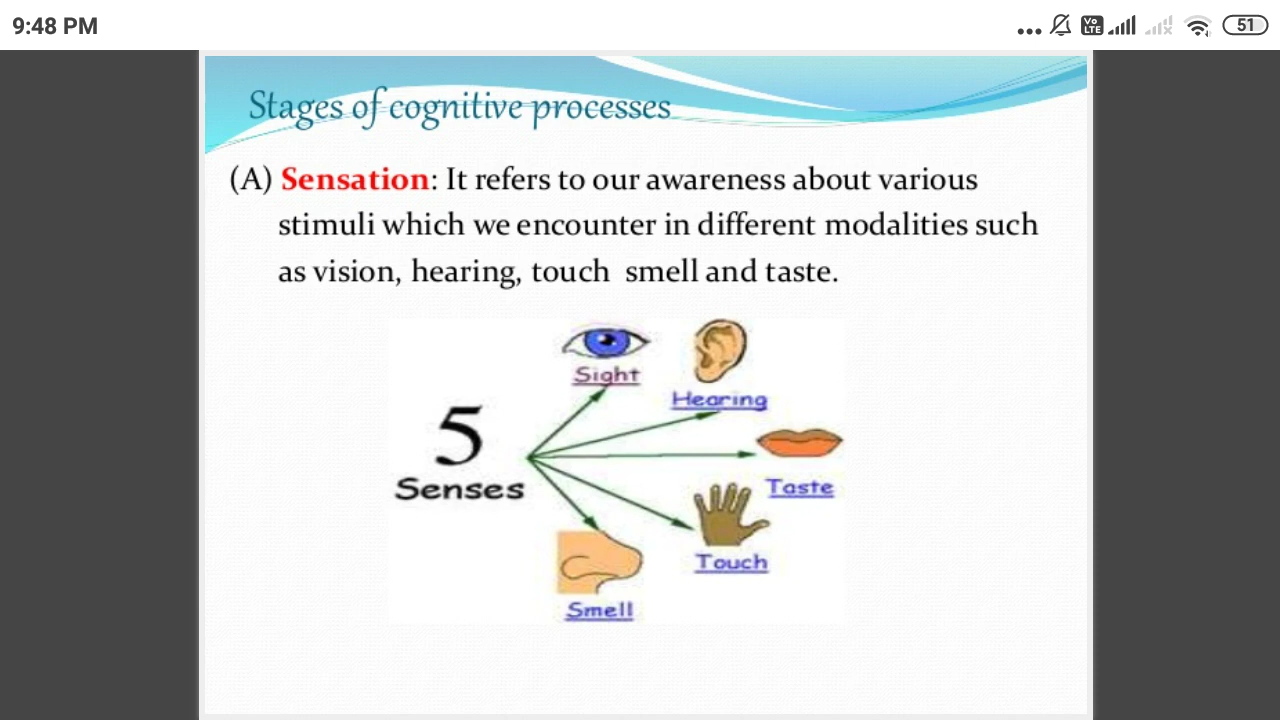 9:48 PM
Vo LTE
51
Stages of cognitive processes
(A) Sensation: It refers to our awareness about various
stimuli which we encounter in different modalities such
as vision, hearing, touch smell and taste.
Sight
Hearing
5
Senses
Taste
Touch
Smell